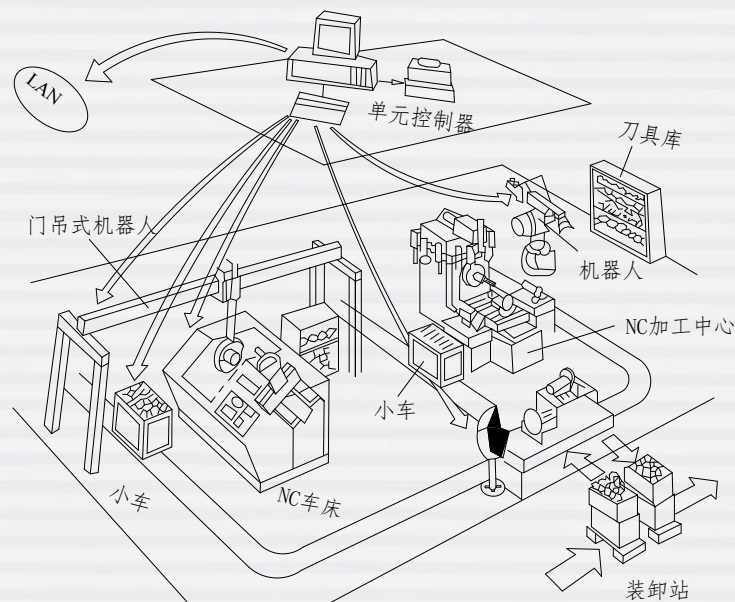 LAN
单元控制器
刀具库
门吊式机器人
机器人
NC加工中心
小车
小车
NC车床
装卸站